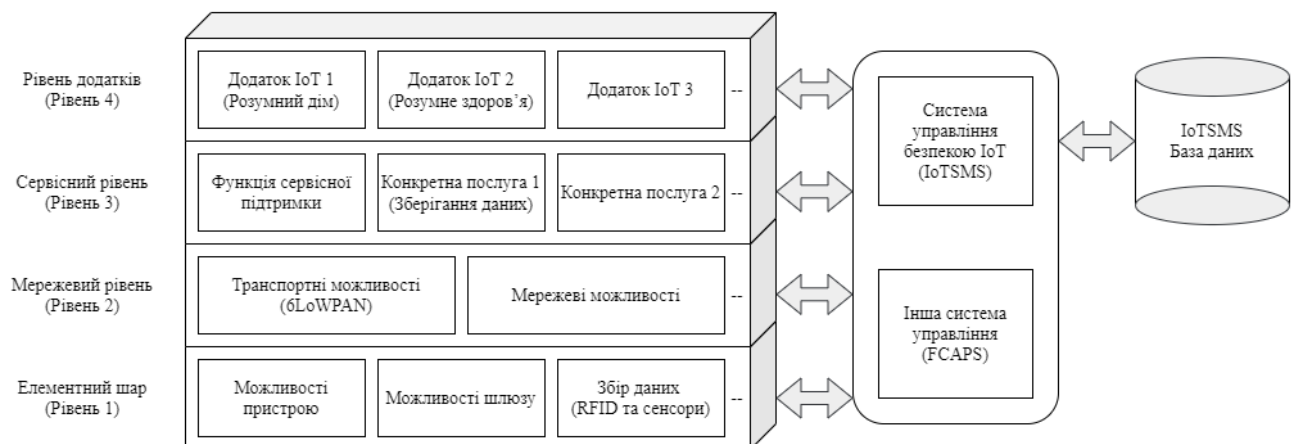 Рівень додатків
(Рівень 4)
Додаток IoT 1
(Розумний дім)
Додаток IoT 2
(Розумне здоров’я)
Додаток IoT 3
--
Сервісний рівень
(Рівень 3)
Функція сервісної
підтримки
Конкретна послуга 1
(Зберігання даних)
Конкретна послуга 2
--
Мережевий рівень
(Рівень 2)
Транспортні можливості
(6LoWPAN)
Мережеві можливості
--
Елементний шар
(Рівень 1)
Можливості
пристрою
Можливості шлюзу
Збір даних
(RFID та сенсори)
--
Система
управління
безпекою IoT
(IoTSMS)
Інша система
управління
(FCAPS)
IoTSMS
База даних